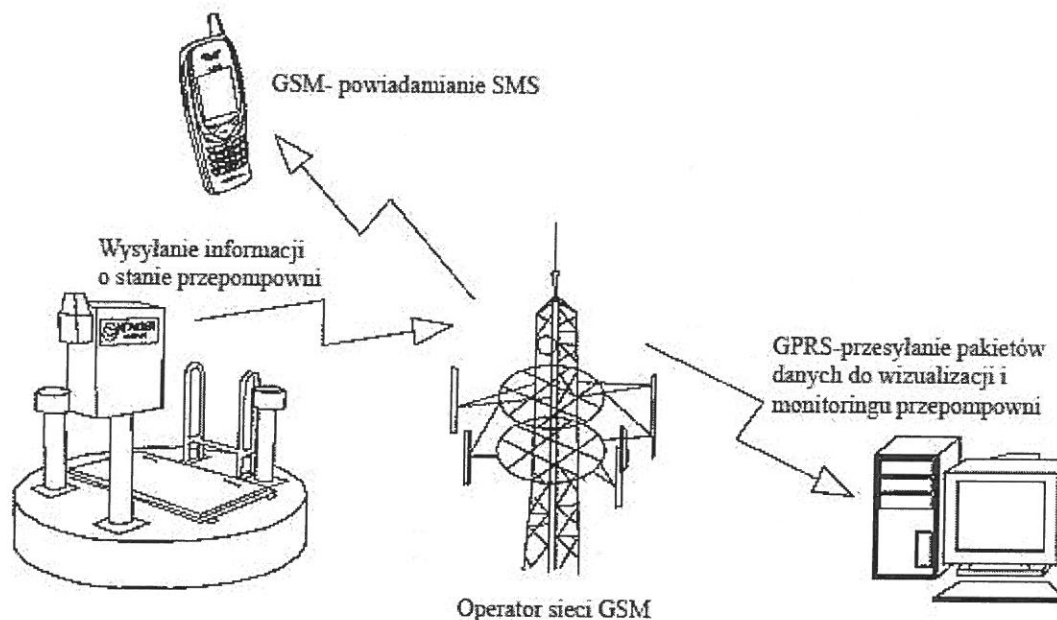 GSM- powiadamianie SMS
Wysyłanie informacji
o stanie przepompowni
GPRS-przesyłanie pakietów
danych do wizualizacji i
monitoringu przepompowni
Operator sieci GSM